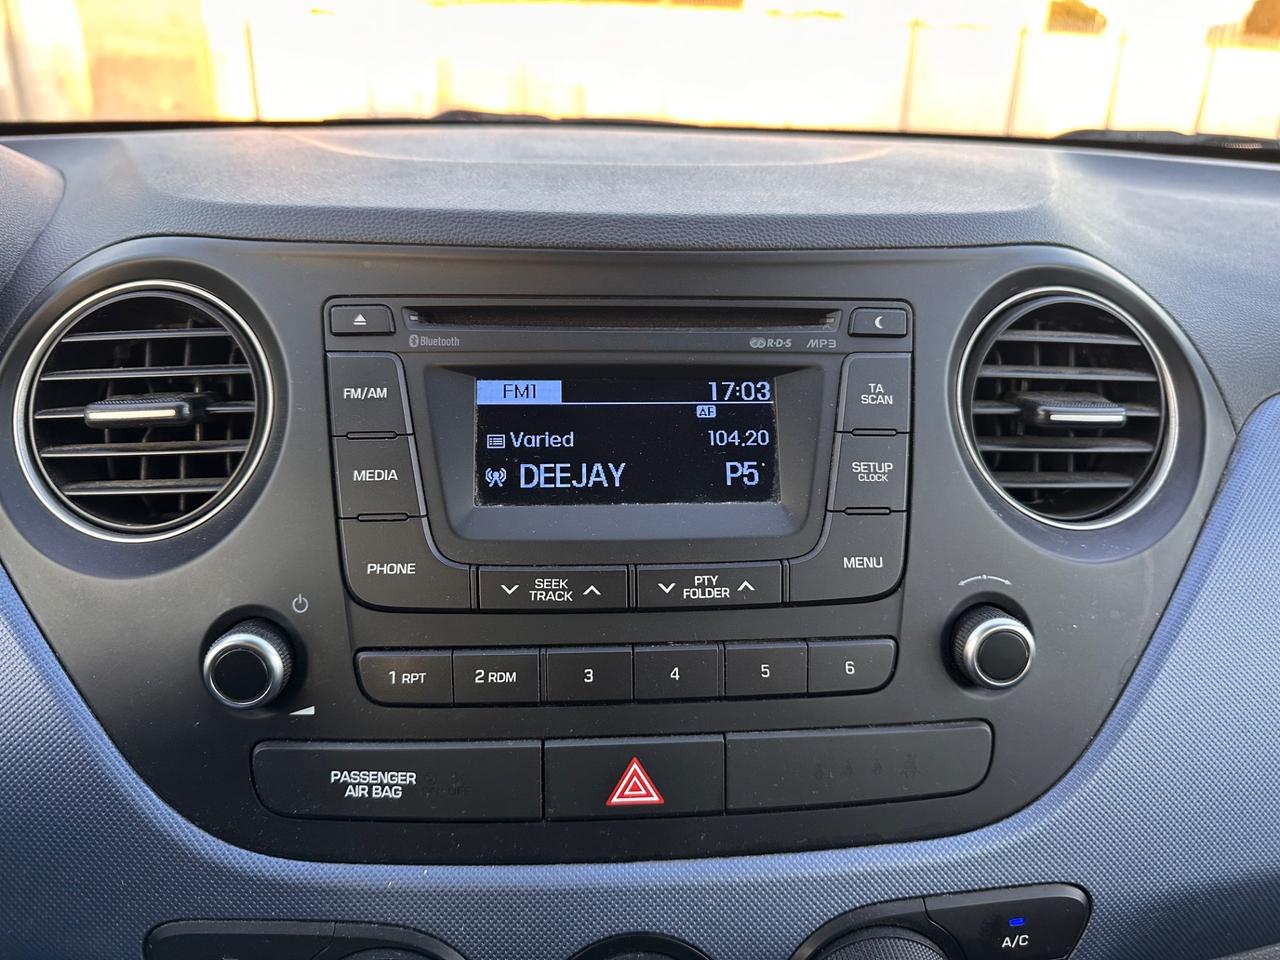 Bluetooth
R·D·S
MP3
FM/AM
FM1
17:03
TA
SCAN
AF
Varied
104.20
MEDIA
DEEJAY
P5
SETUP
CLOCK
PHONE
SEEK
TRACK
PTY
FOLDER
MENU
1 RPT
2 RDM
3
4
5
6
PASSENGER
AIR BAG
A/C